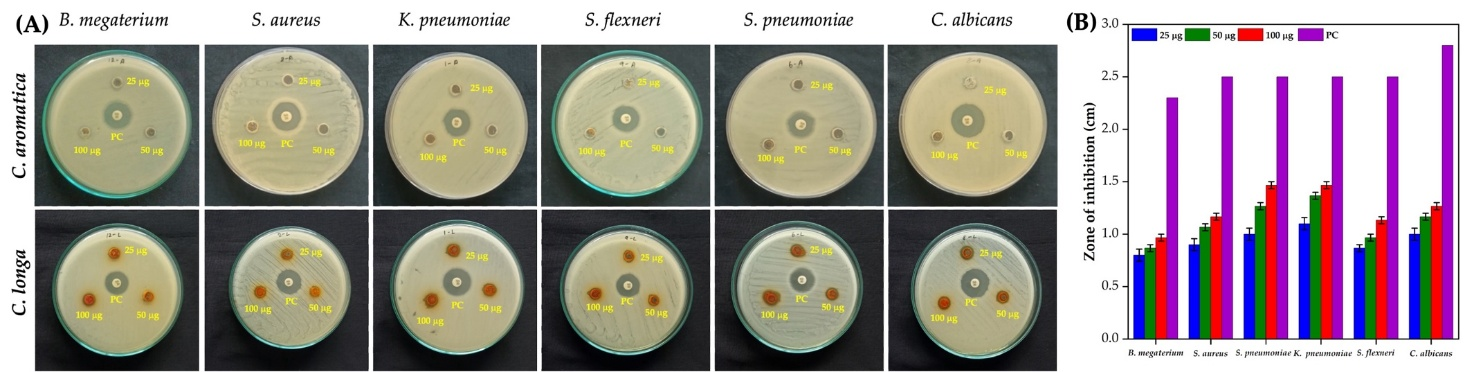 (A)
B. megaterium
S. aureus
K. pneumoniae
S. flexneri
S. pneumoniae
C. albicans
C. aromatica
25 µg
PC
100 µg
50 µg
25 µg
100 µg
PC
50 µg
25 µg
PC
100 µg
50 µg
25 µg
PC
100 µg
50 µg
25 µg
PC
100 µg
50 µg
25 µg
PC
100 µg
50 µg
C. longa
25 µg
PC
100 µg
50 µg
25 µg
PC
100 µg
50 µg
25 µg
PC
50 µg
100 µg
25 µg
PC
100 µg
50 µg
25 µg
PC
100 µg
50 µg
25 µg
PC
100 µg
50 µg
(B)
Zone of inhibition (cm)
3.0
2.5
2.0
1.5
1.0
0.5
0.0
25 µg 50 µg 100 µg PC
B. megaterium S. aureus S. pneumoniae K. pneumoniae S. flexneri C. albicans